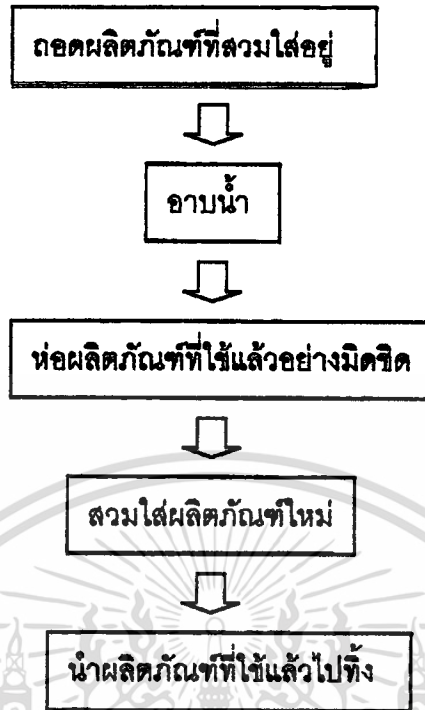 ถอดผลิตภัณฑ์ที่สวมใส่อยู่
อาบน้ำ
ห่อผลิตภัณฑ์ที่ใช้แล้วอย่างมิดชิด
สวมใส่ผลิตภัณฑ์ใหม่
นำผลิตภัณฑ์ที่ใช้แล้วไปทิ้ง